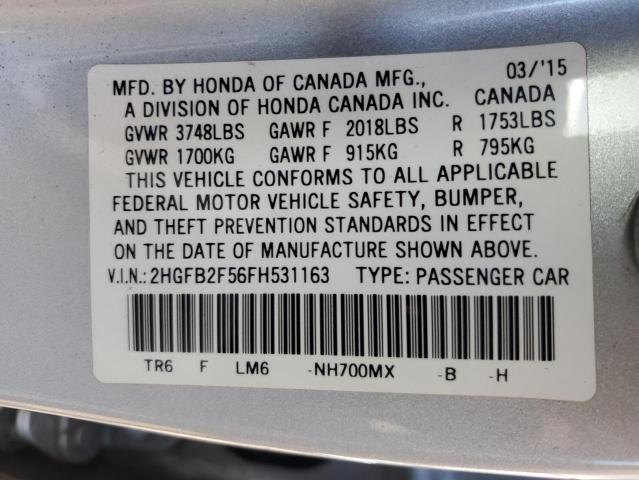 MFD. BY HONDA OF CANADA MFG., 03/'15
A DIVISION OF HONDA CANADA INC. CANADA
GVWR 3748LBS GAWR F 2018LBS R 1753LBS
GVWR 1700KG GAWR F 915KG R 795KG
THIS VEHICLE CONFORMS TO ALL APPLICABLE
FEDERAL MOTOR VEHICLE SAFETY, BUMPER,
AND THEFT PREVENTION STANDARDS IN EFFECT
ON THE DATE OF MANUFACTURE SHOWN ABOVE.
V.I.N.: 2HGFB2F56FH531163 TYPE: PASSENGER CAR
TR6 F LM6 -NH700MX -B -H